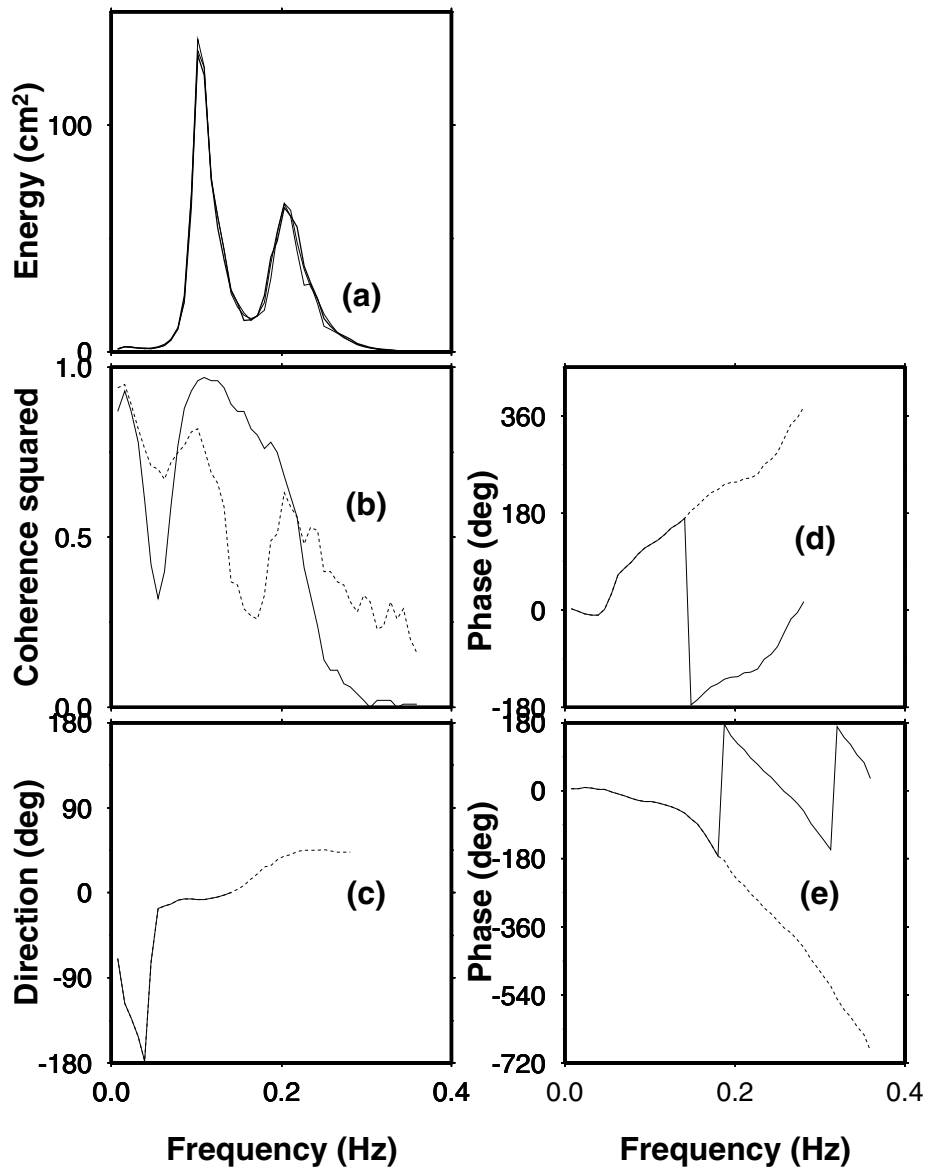 Energy (cm2)
100
0
(a)
Coherence squared
1.0
0.5
0.0
(b)
Direction (deg)
180
90
0
-90
-180
(c)
0.0
0.2
0.4
Frequency (Hz)
Phase (deg)
360
180
0
-180
(d)
Phase (deg)
180
0
-180
-360
-540
-720
(e)
0.0
0.2
0.4
Frequency (Hz)